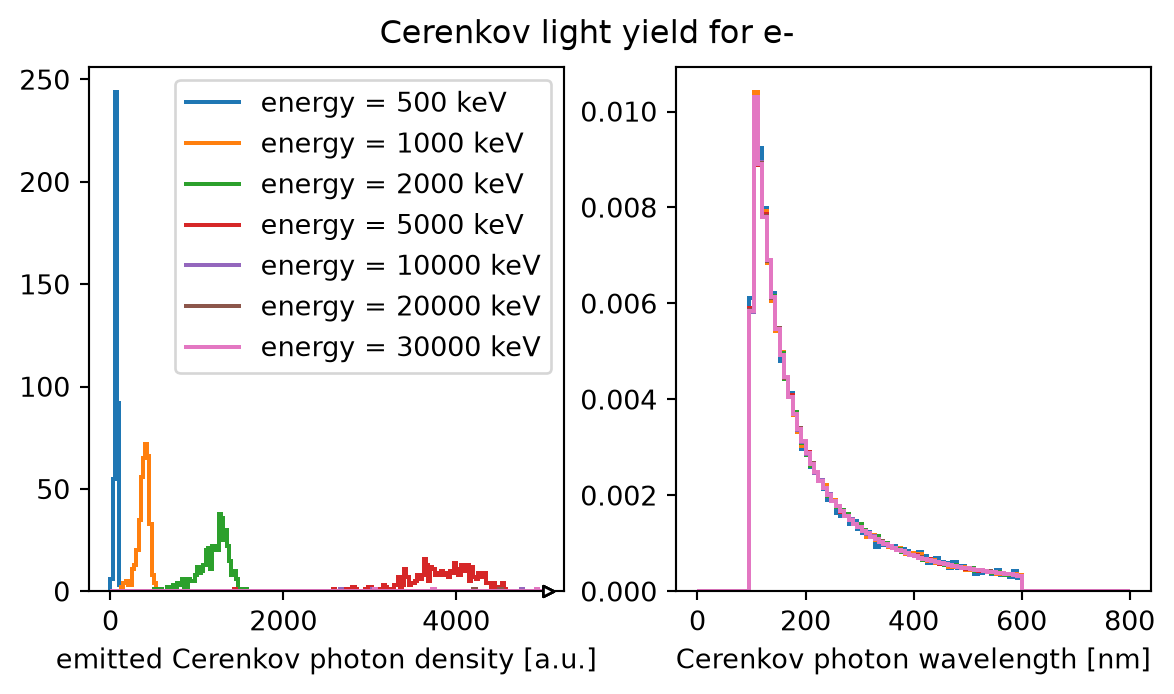 Cerenkov light yield for e-
250
200
150
100
50
0
energy = 500 keV
energy = 1000 keV
energy = 2000 keV
energy = 5000 keV
energy = 10000 keV
energy = 20000 keV
energy = 30000 keV
0 2000 4000
emitted Cerenkov photon density [a.u.]
0.010
0.008
0.006
0.004
0.002
0.000
0 200 400 600 800
Cerenkov photon wavelength [nm]